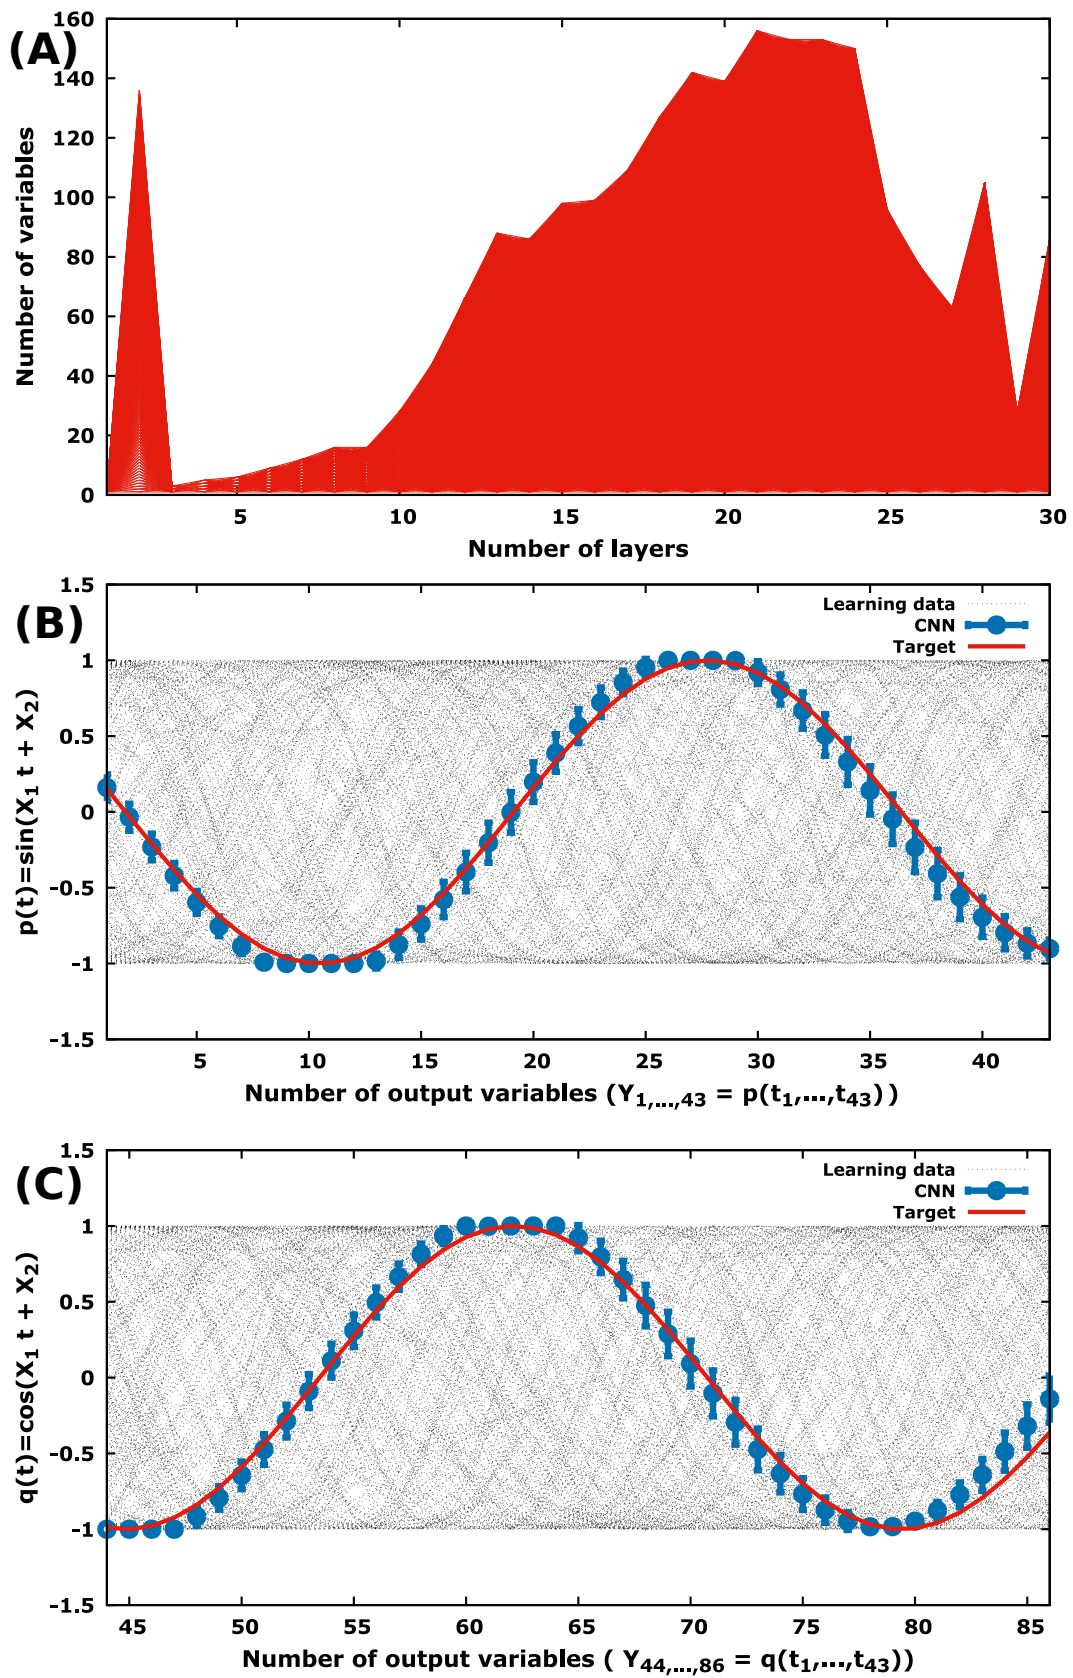 (A)
Number of variables
160
140
120
100
80
60
40
20
0
5 10 15 20 25 30
Number of layers
(B)
p(t)=sin(X₁ t + X₂)
1.5
1
0.5
0
-0.5
-1
-1.5
Learning data
CNN
Target
5 10 15 20 25 30 35 40
Number of output variables (Y₁,...,₄₃ = p(t₁,...,t₄₃))
(C)
q(t)=cos(X₁ t + X₂)
1.5
1
0.5
0
-0.5
-1
-1.5
Learning data
CNN
Target
45 50 55 60 65 70 75 80 85
Number of output variables ( Y₄₄,...,₈₆ = q(t₁,...,t₄₃))